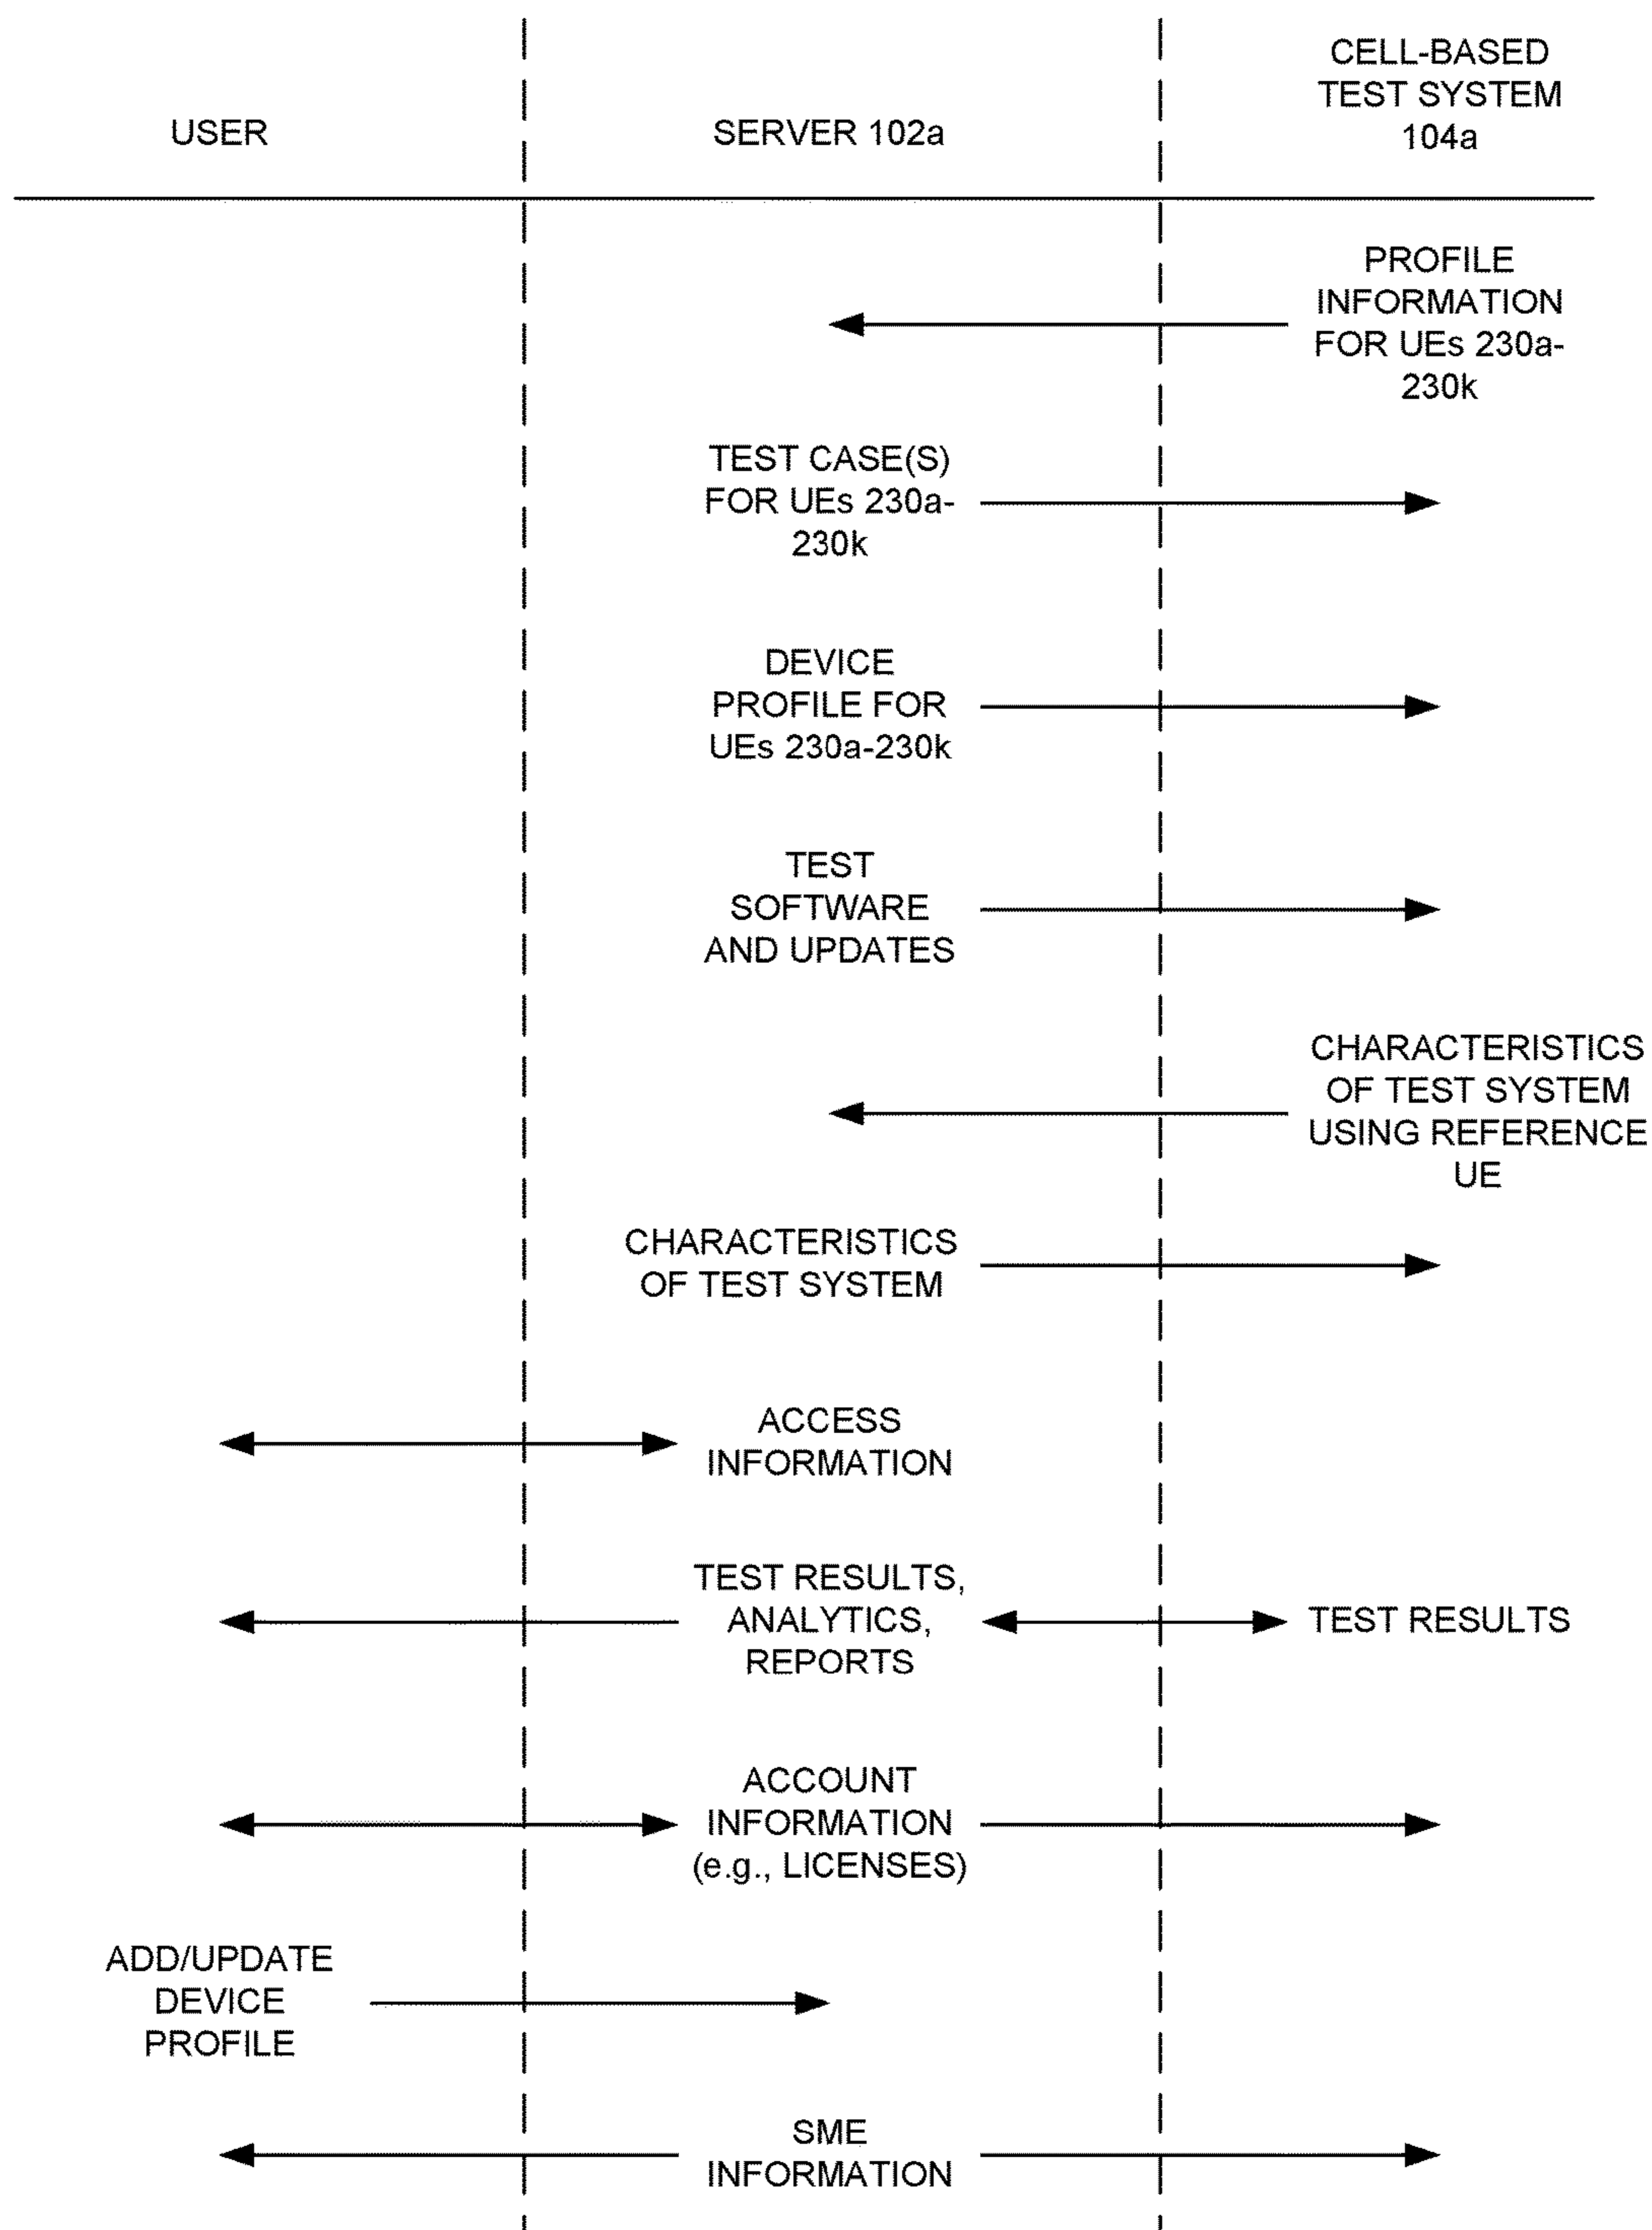 USER
SERVER 102a
CELL-BASED
TEST SYSTEM
104a
PROFILE
INFORMATION
FOR UEs 230a-
230k
TEST CASE(S)
FOR UEs 230a-
230k
DEVICE
PROFILE FOR
UEs 230a-230k
TEST
SOFTWARE
AND UPDATES
CHARACTERISTICS
OF TEST SYSTEM
USING REFERENCE
UE
CHARACTERISTICS
OF TEST SYSTEM
ACCESS
INFORMATION
TEST RESULTS,
ANALYTICS,
REPORTS
TEST RESULTS
ACCOUNT
INFORMATION
(e.g., LICENSES)
ADD/UPDATE
DEVICE
PROFILE
SME
INFORMATION